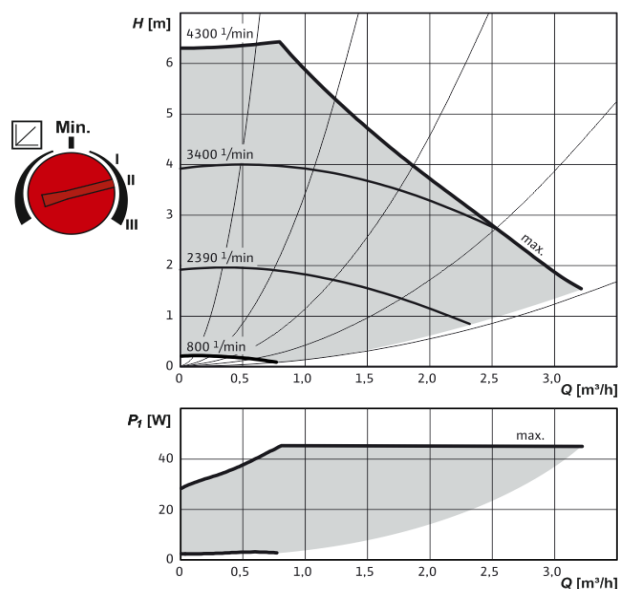 H [m]
4300 1/min
6
5
Min.
I
II
III
4
3400 1/min
3
max.
2
2390 1/min
1
800 1/min
0
0 0,5 1,0 1,5 2,0 2,5 3,0
Q [m³/h]
P1 [W]
max.
40
20
0
0 0,5 1,0 1,5 2,0 2,5 3,0
Q [m³/h]